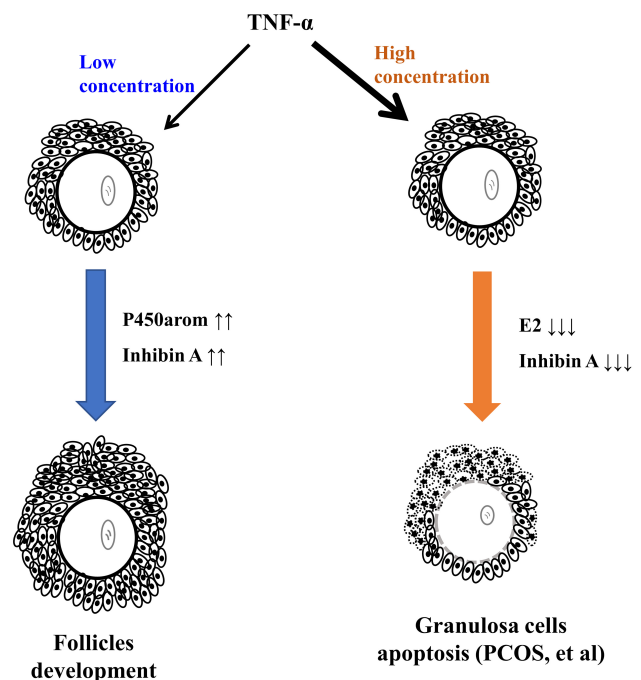 TNF-α
Low
concentration
High
concentration
P450arom ↑↑
Inhibin A ↑↑
E2 ↓↓↓
Inhibin A ↓↓↓
Follicles
development
Granulosa cells
apoptosis (PCOS, et al)